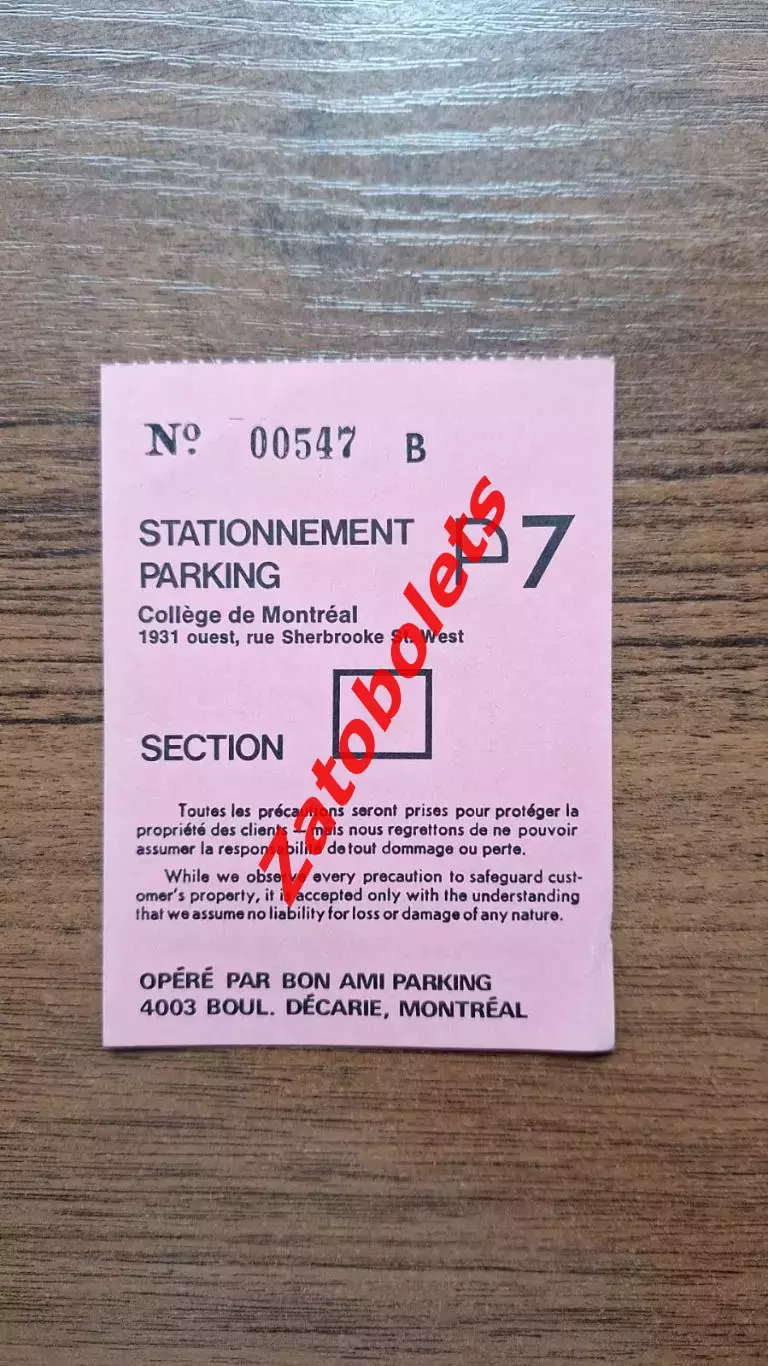 Nº 00547 B
STATIONNEMENT P7
PARKING
Collège de Montréal
1931 ouest, rue Sherbrooke St. West
SECTION
Toutes les précautions seront prises pour protéger la
propriété des clients — mais nous regrettons de ne pouvoir
assumer la responsabilité de tout dommage ou perte.
While we observe every precaution to safeguard cust-
omer's property, it is accepted only with the understanding
that we assume no liability for loss or damage of any nature.
OPÉRÉ PAR BON AMI PARKING
4003 BOUL. DÉCARIE, MONTRÉAL
Zatobolets